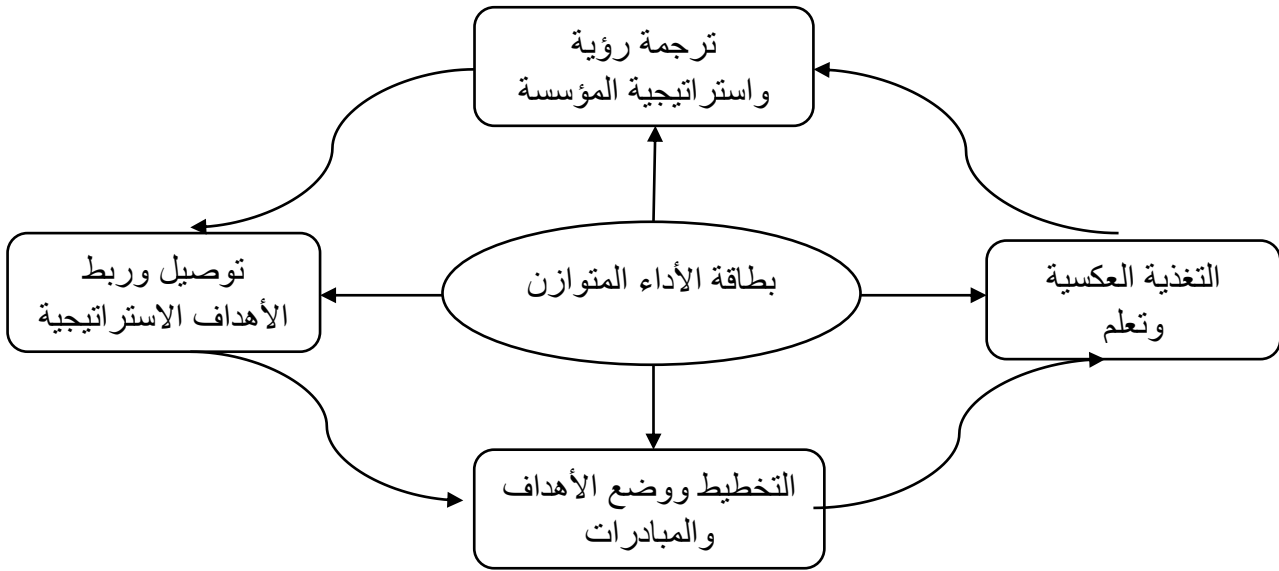 ترجمة رؤية
واستراتيجية المؤسسة
بطاقة الأداء المتوازن
التغذية العكسية
وتعلم
توصيل وربط
الأهداف الاستراتيجية
التخطيط ووضع الأهداف
والمبادرات